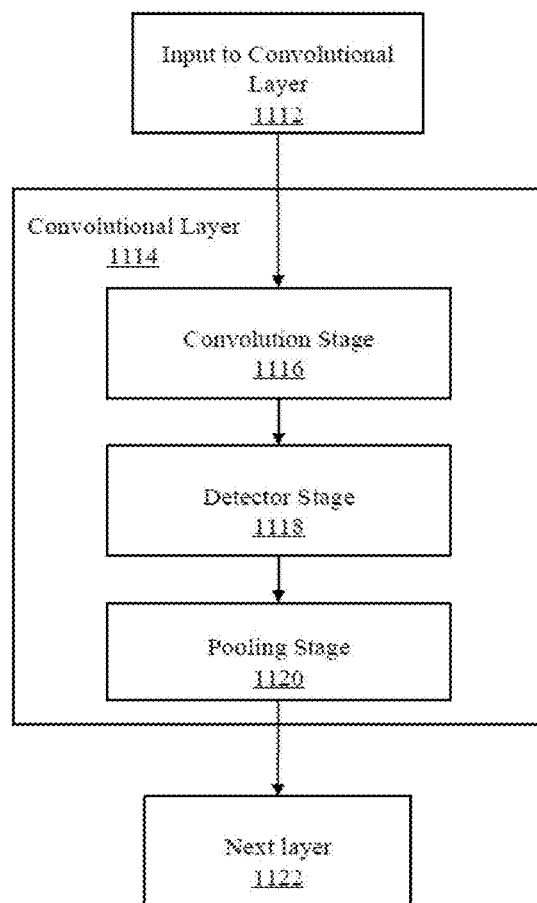 Input to Convolutional
Layer
1112
Convolutional Layer
1114
Convolution Stage
1116
Detector Stage
1118
Pooling Stage
1120
Next layer
1122